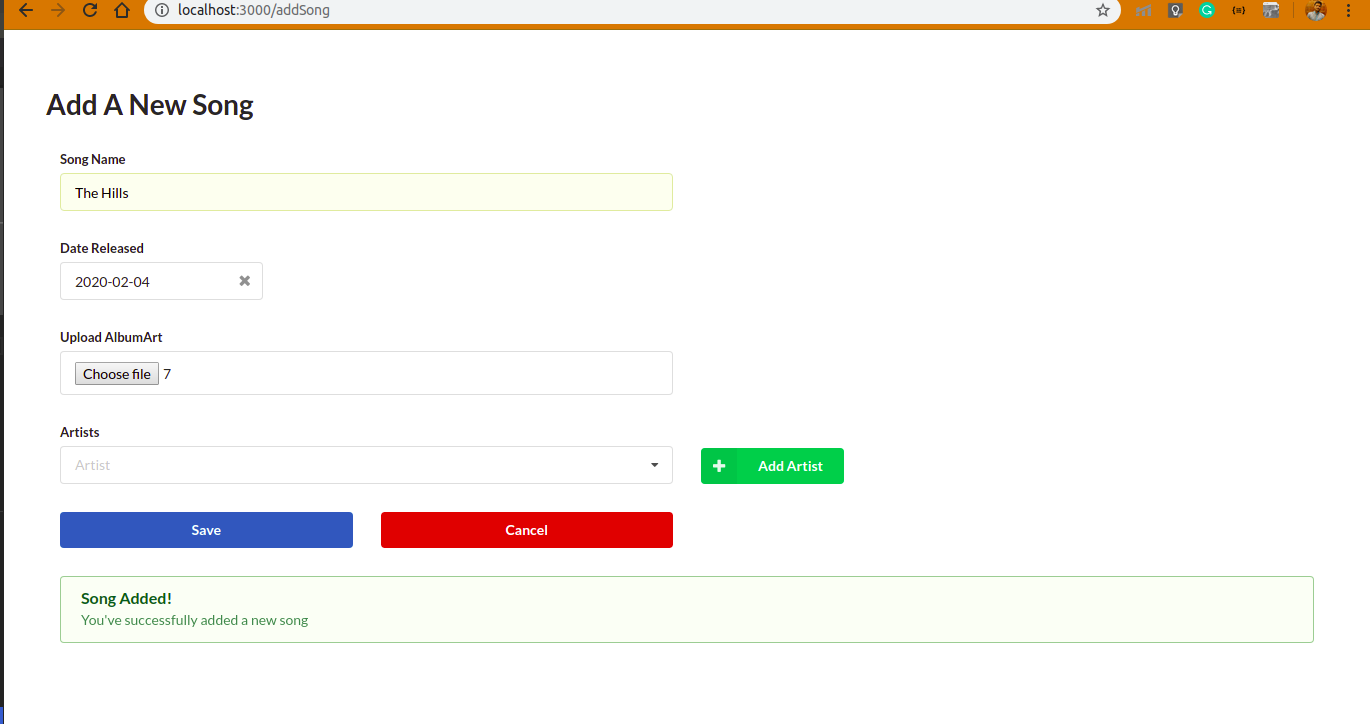 localhost:3000/addSong
Add A New Song
Song Name
The Hills
Date Released
2020-02-04
Upload AlbumArt
Choose file 7
Artists
Artist
Add Artist
Save Cancel
Song Added!
You've successfully added a new song